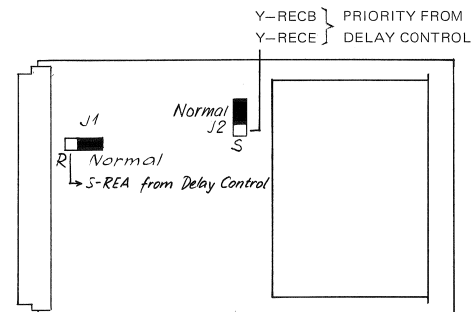 Y-RECB } PRIORITY FROM
Y-RECE } DELAY CONTROL
Normal
J1
J2
S
R Normal
S-REA from Delay Control